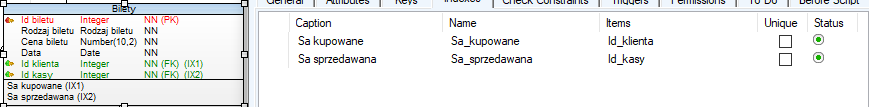 Bilety
Id biletu Integer NN (PK)
Rodzaj biletu Rodzaj biletu NN
Cena biletu Number(10,2) NN
Data Date NN
Id klienta Integer NN (FK) (IX1)
Id kasy Integer NN (FK) (IX2)
Sa kupowane (IX1)
Sa sprzedawana (IX2)
General Attributes Keys Indexes Check Constraints Triggers Permissions To Do Before Script
Caption Name Items Unique Status
Sa kupowane Sa_kupowane Id_klienta
Sa sprzedawana Sa_sprzedawana Id_kasy